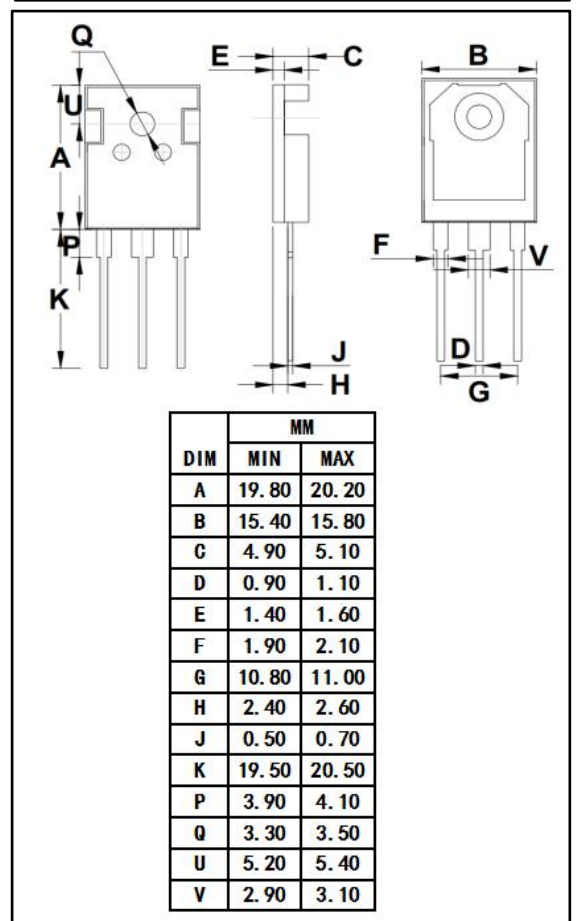 Q
E C B
U
A
P F V
K
J D
H G
MM
DIM MIN MAX
A 19.80 20.20
B 15.40 15.80
C 4.90 5.10
D 0.90 1.10
E 1.40 1.60
F 1.90 2.10
G 10.80 11.00
H 2.40 2.60
J 0.50 0.70
K 19.50 20.50
P 3.90 4.10
Q 3.30 3.50
U 5.20 5.40
V 2.90 3.10